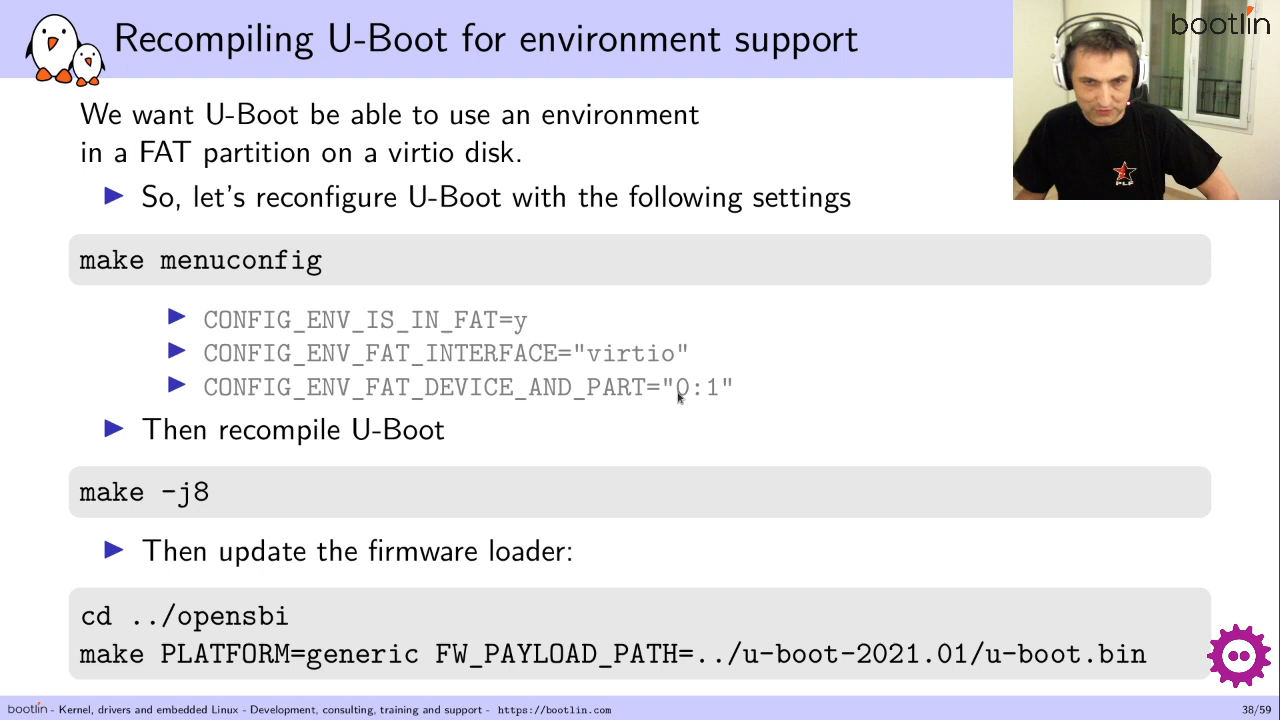 Recompiling U-Boot for environment support
bootlin
We want U-Boot be able to use an environment
in a FAT partition on a virtio disk.
▶ So, let's reconfigure U-Boot with the following settings
make menuconfig
▶ CONFIG_ENV_IS_IN_FAT=y
▶ CONFIG_ENV_FAT_INTERFACE="virtio"
▶ CONFIG_ENV_FAT_DEVICE_AND_PART="0:1"
▶ Then recompile U-Boot
make -j8
▶ Then update the firmware loader:
cd ../opensbi
make PLATFORM=generic FW_PAYLOAD_PATH=../u-boot-2021.01/u-boot.bin
bootlin - Kernel, drivers and embedded Linux - Development, consulting, training and support - https://bootlin.com
38/59
PLP